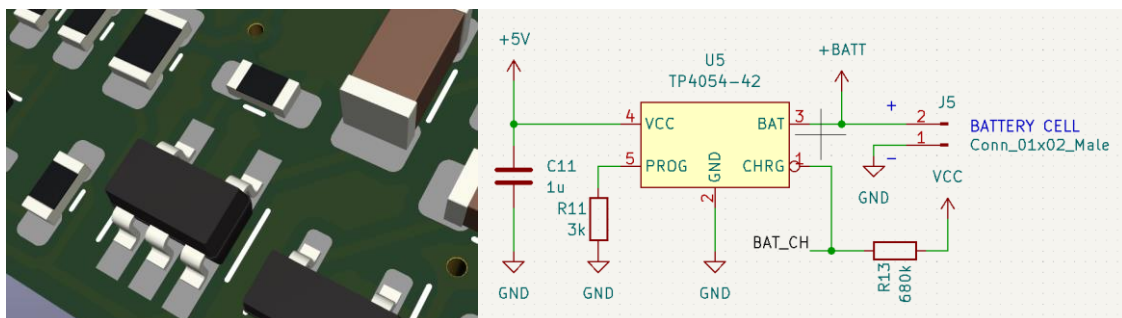 +5V
U5
TP4054-42
+BATT
4
VCC
BAT
3
+
2
J5
BATTERY CELL
Conn_01x02_Male
1
-
5
PROG
GND
CHRG
1
2
C11
1u
R11
3k
GND
VCC
BAT_CH
R13
680k
GND
GND
GND